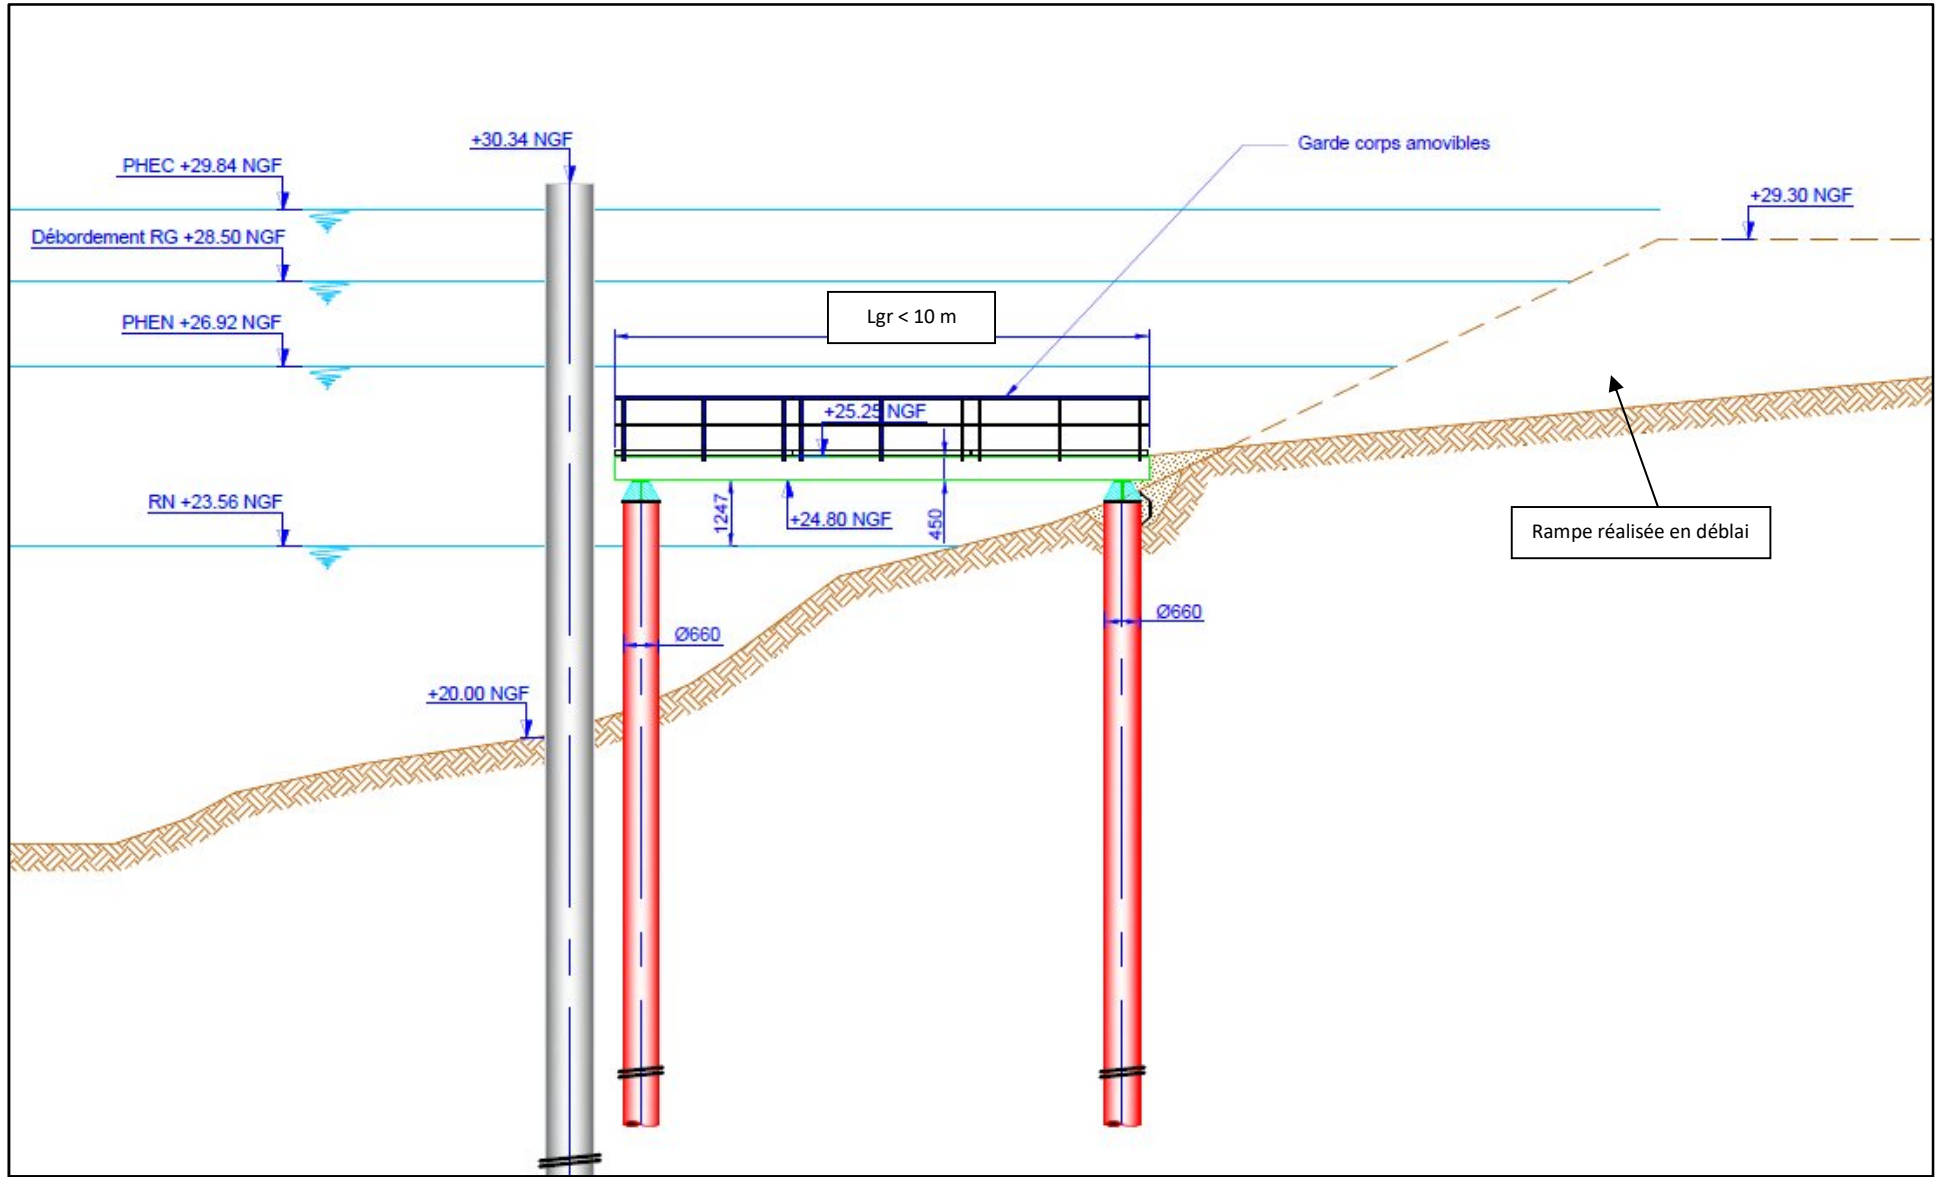 +30.34 NGF
Garde corps amovibles
PHEC +29.84 NGF
+29.30 NGF
Débordement RG +28.50 NGF
Lgr < 10 m
PHEN +26.92 NGF
+25.25 NGF
RN +23.56 NGF
1247
+24.80 NGF
450
Rampe réalisée en déblai
Ø660
Ø660
+20.00 NGF